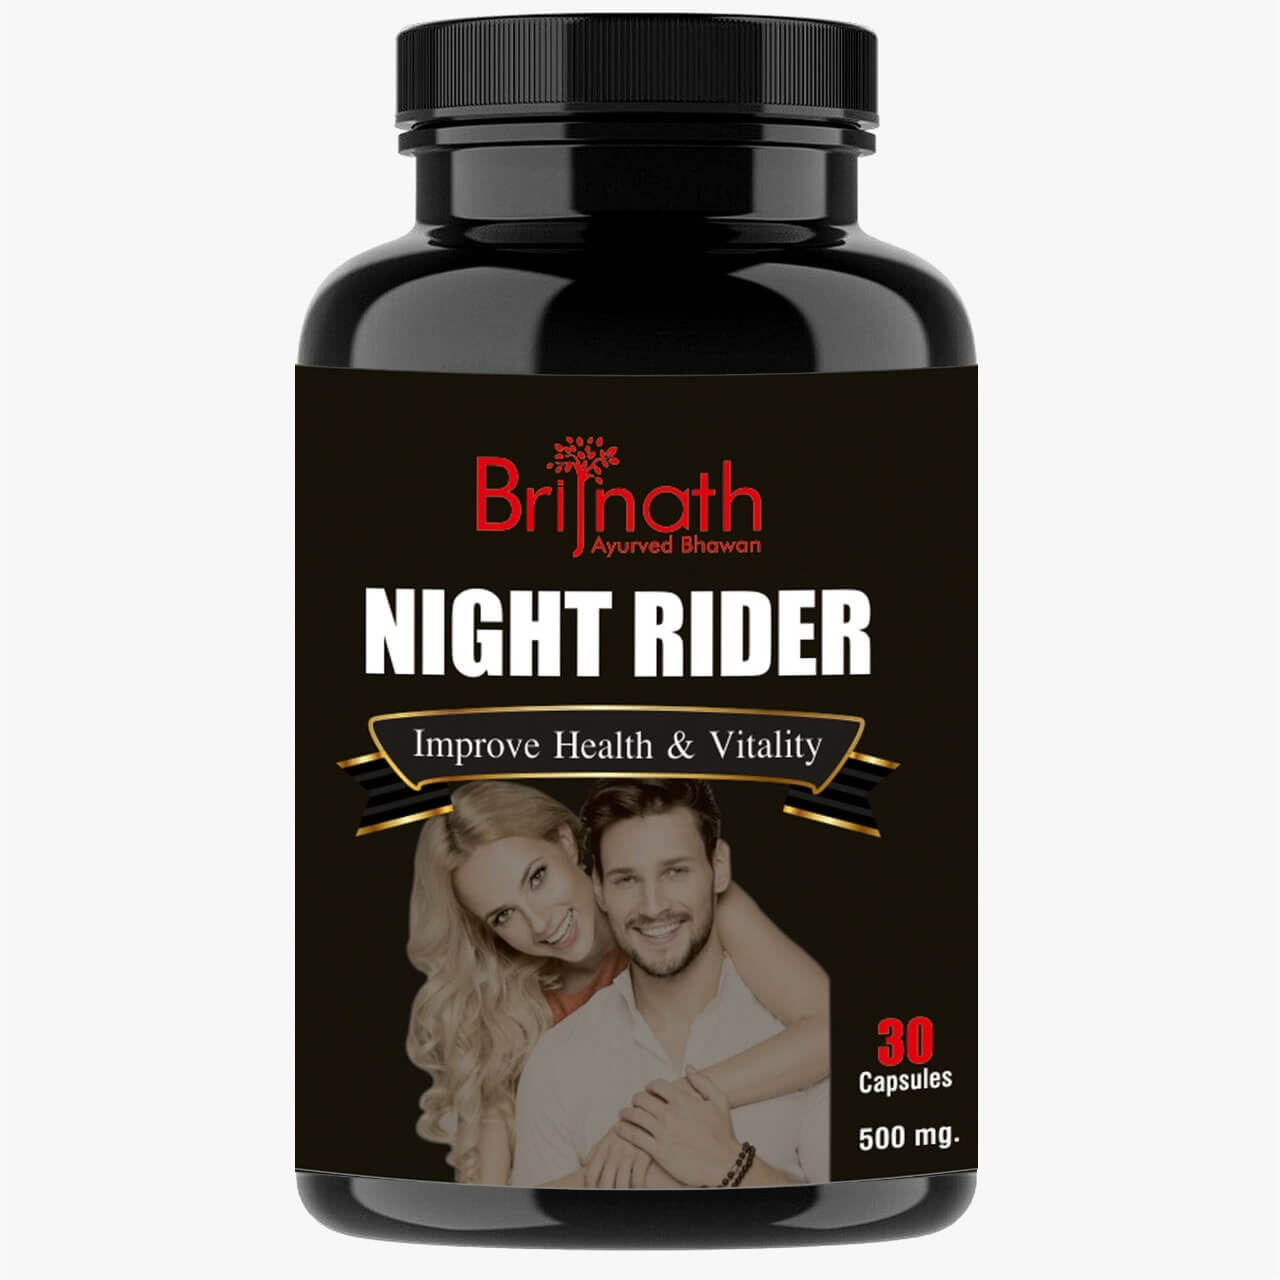 Brijnath
Ayurved Bhawan
NIGHT RIDER
Improve Health & Vitality
30
Capsules
500 mg.